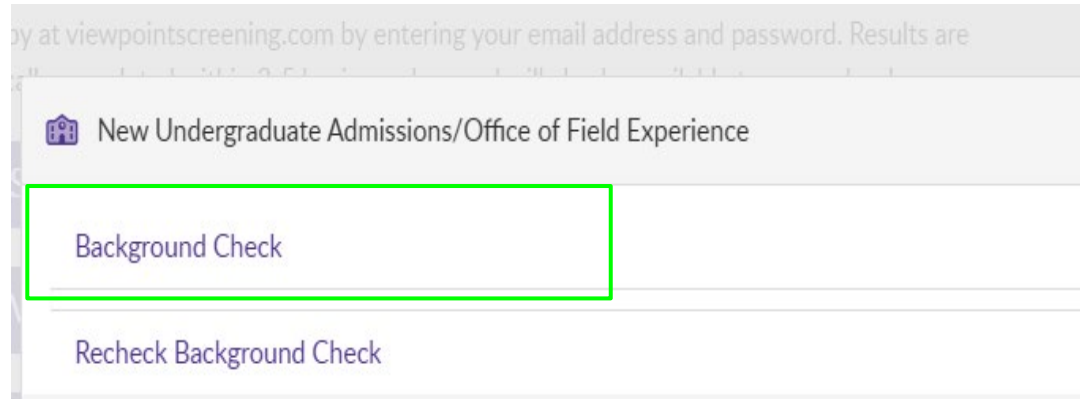 by at viewpointscreening.com by entering your email address and password. Results are
New Undergraduate Admissions/Office of Field Experience
Background Check
Recheck Background Check